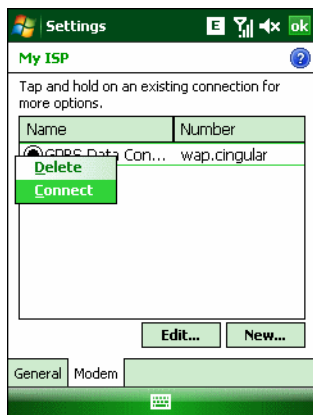 Settings E ok
My ISP ?
Tap and hold on an existing connection for
more options.
Name Number
GPRS Data Con... wap.cingular
Delete
Connect
Edit... New...
General Modem